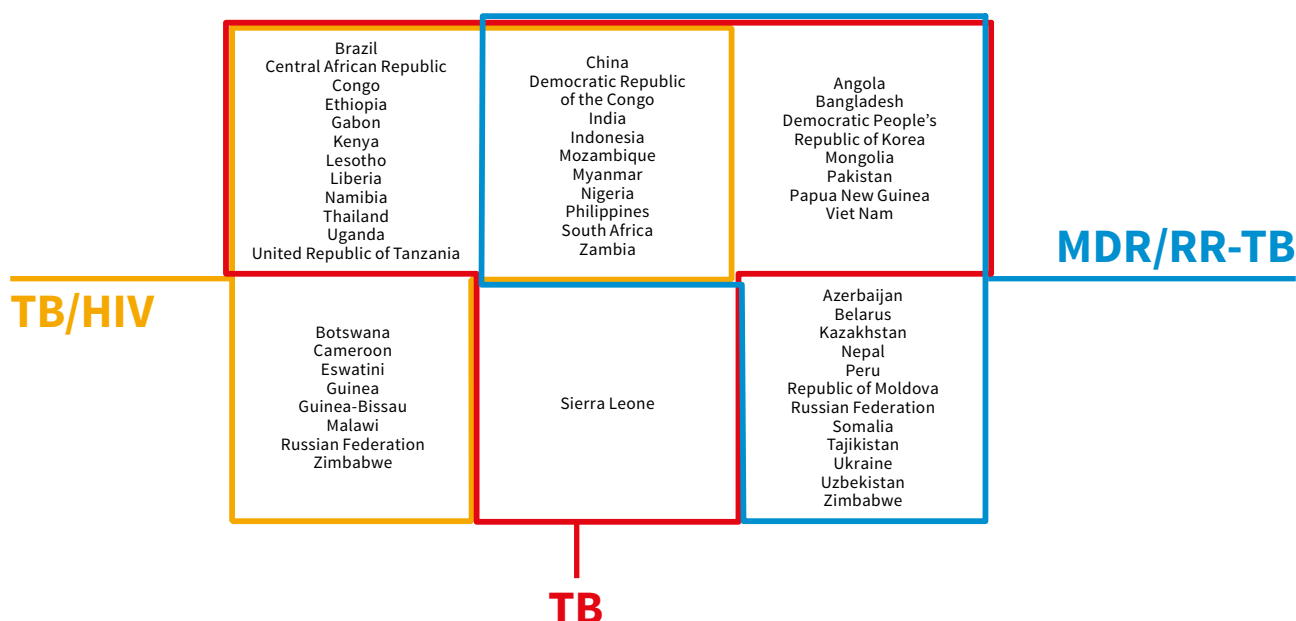 Brazil
Central African Republic
Congo
Ethiopia
Gabon
Kenya
Lesotho
Liberia
Namibia
Thailand
Uganda
United Republic of Tanzania
China
Democratic Republic
of the Congo
India
Indonesia
Mozambique
Myanmar
Nigeria
Philippines
South Africa
Zambia
Angola
Bangladesh
Democratic People's
Republic of Korea
Mongolia
Pakistan
Papua New Guinea
Viet Nam
MDR/RR-TB
TB/HIV
Botswana
Cameroon
Eswatini
Guinea
Guinea-Bissau
Malawi
Russian Federation
Zimbabwe
Sierra Leone
Azerbaijan
Belarus
Kazakhstan
Nepal
Peru
Republic of Moldova
Russian Federation
Somalia
Tajikistan
Ukraine
Uzbekistan
Zimbabwe
TB